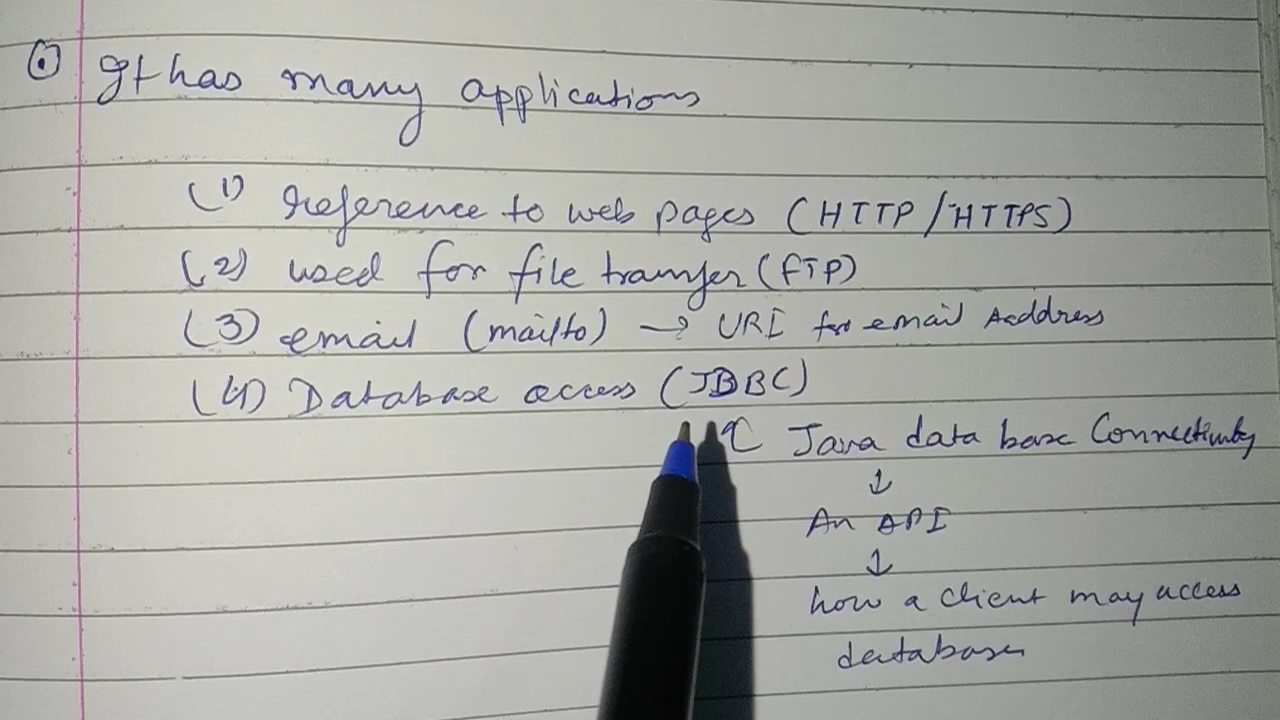 It has many applications
(1) Reference to web pages (HTTP/HTTPS)
(2) used for file transfer (FTP)
(3) email (mailto) → URI for email Aaddress
(4) Database access (JDBC)
Java data base Connectivity
↓
An API
↓
how a client may access
database